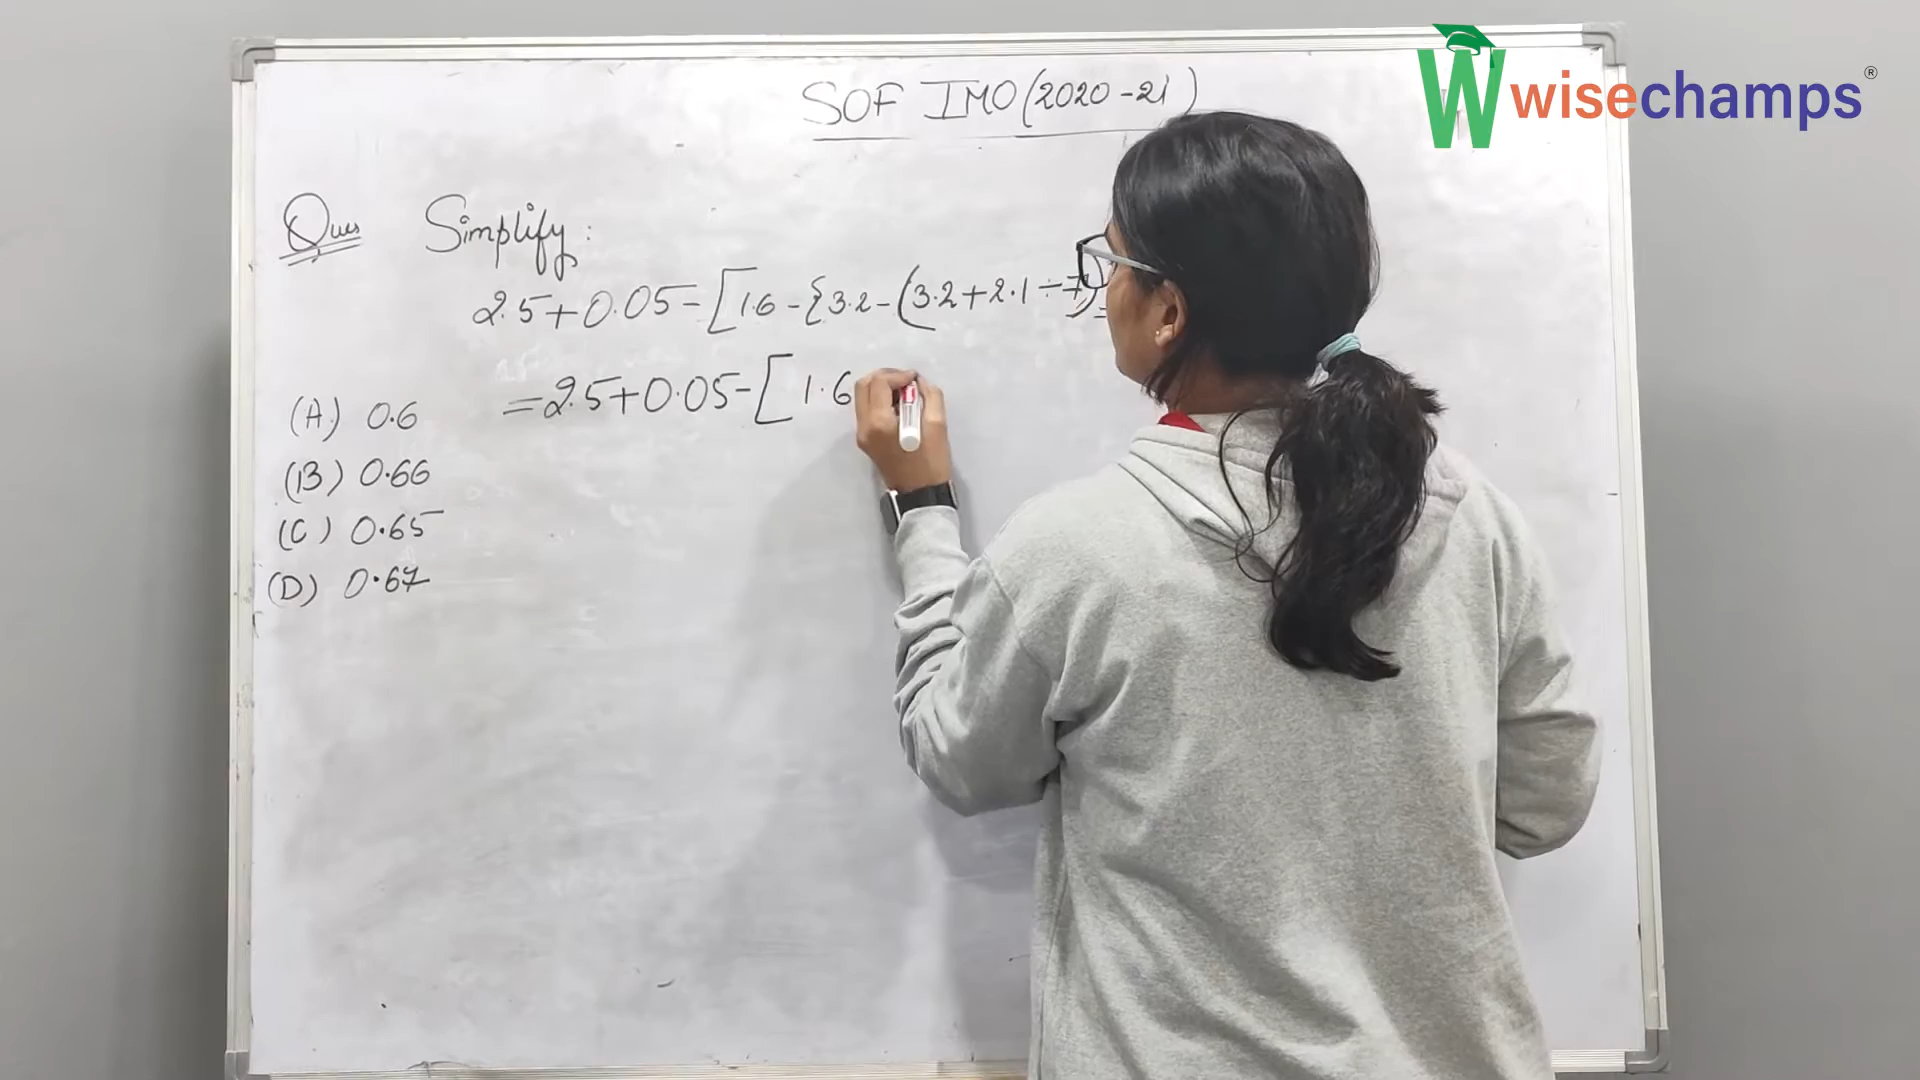 SOF IMO (2020-21)
Wwisechamps®
Ques Simplify:
2.5+0.05-[1.6-{3.2-(3.2+2.1÷7)
=2.5+0.05-[1.6
(A) 0.6
(B) 0.66
(C) 0.65
(D) 0.67